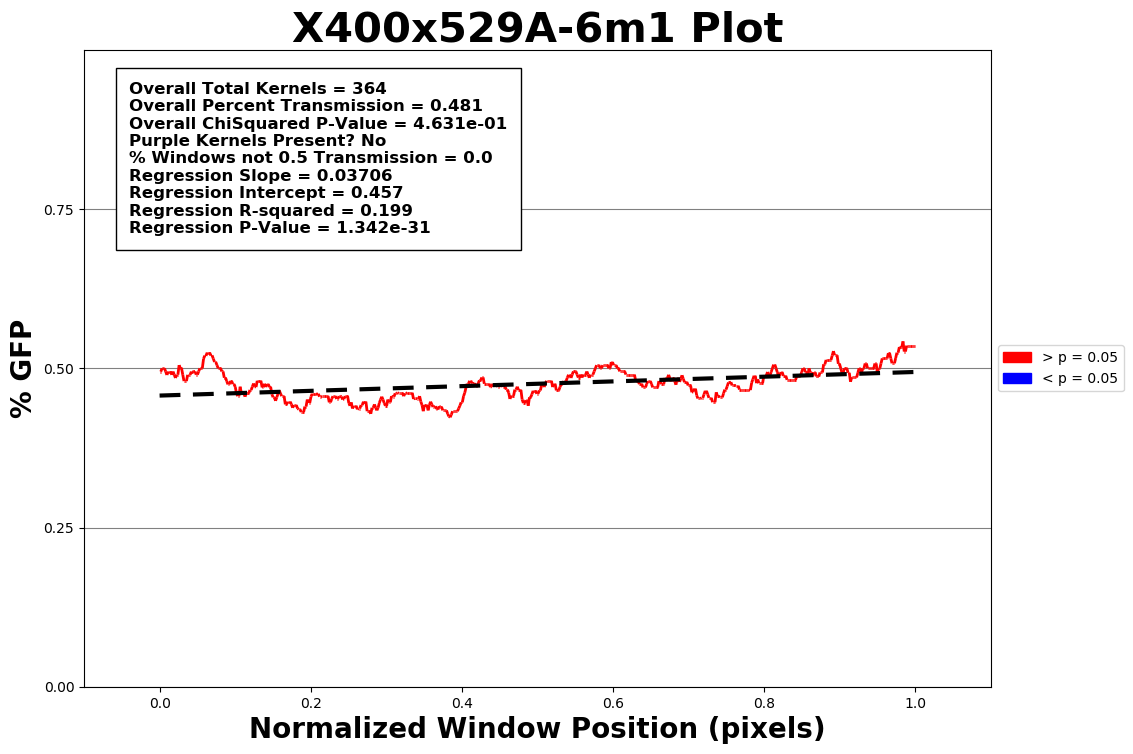 X400x529A-6m1 Plot
Overall Total Kernels = 364
Overall Percent Transmission = 0.481
Overall ChiSquared P-Value = 4.631e-01
Purple Kernels Present? No
% Windows not 0.5 Transmission = 0.0
Regression Slope = 0.03706
Regression Intercept = 0.457
Regression R-squared = 0.199
Regression P-Value = 1.342e-31
% GFP
0.75
0.50
0.25
0.00
> p = 0.05
< p = 0.05
0.0 0.2 0.4 0.6 0.8 1.0
Normalized Window Position (pixels)